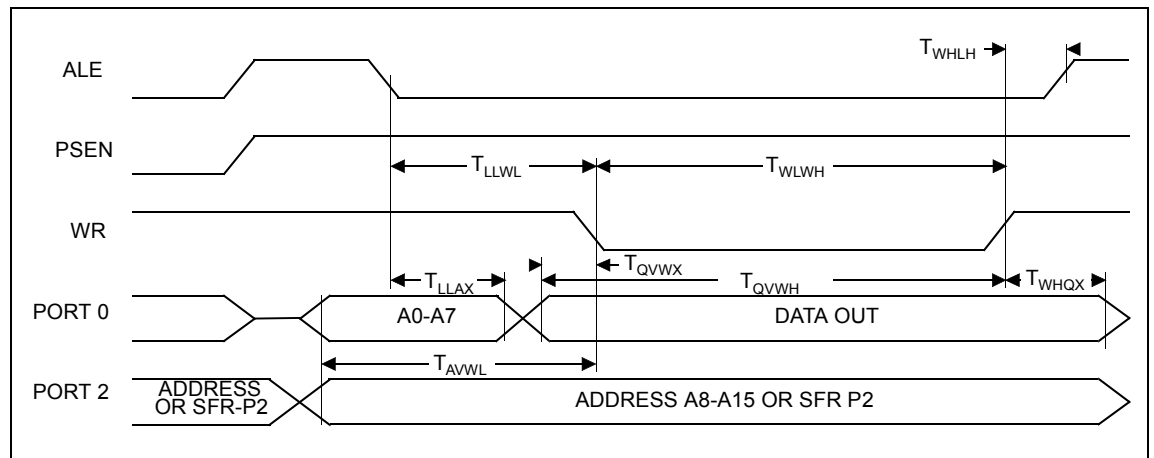 ALE
T_WHLH
PSEN
T_LLWL
T_WLWH
WR
T_LLAX
T_QVWX
T_QVWH
T_WHQX
PORT 0
A0-A7
DATA OUT
T_AVWL
PORT 2
ADDRESS
OR SFR-P2
ADDRESS A8-A15 OR SFR P2